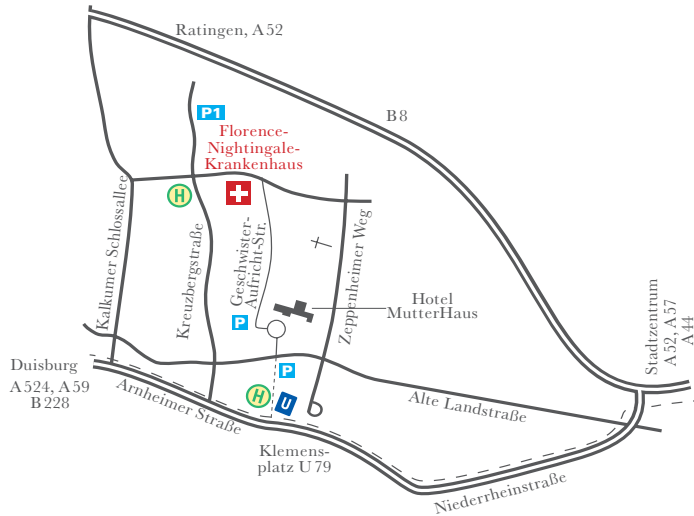 Ratingen, A52
B8
P1
Florence-
Nightingale-
Krankenhaus
H
Kalkumer Schlossallee
Kreuzbergstraße
Geschwister-
Aufricht-Str.
Zeppenheimer Weg
Hotel
MutterHaus
P
Stadtzentrum
A52, A57
A44
Duisburg
A524, A59
B228
Arnheimer Straße
P
H
U
Alte Landstraße
Klemens-
platz U79
Niederrheinstraße